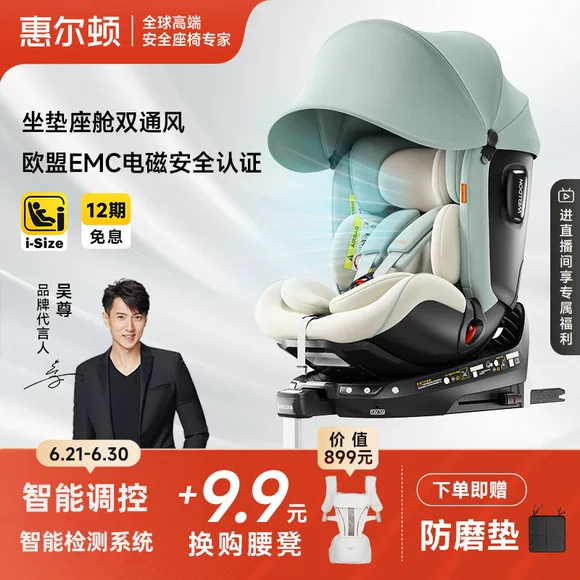 惠尔顿
全球高端
安全座椅专家
坐垫座舱双通风
欧盟EMC电磁安全认证
i-Size
12期
免息
吴尊
品牌代言人
WELLDON
AIRBAG
进直播间享专属福利
WELLDON
6.21-6.30
智能调控
智能检测系统
+9.9元
换购腰凳
价值
899元
下单即赠
防磨垫